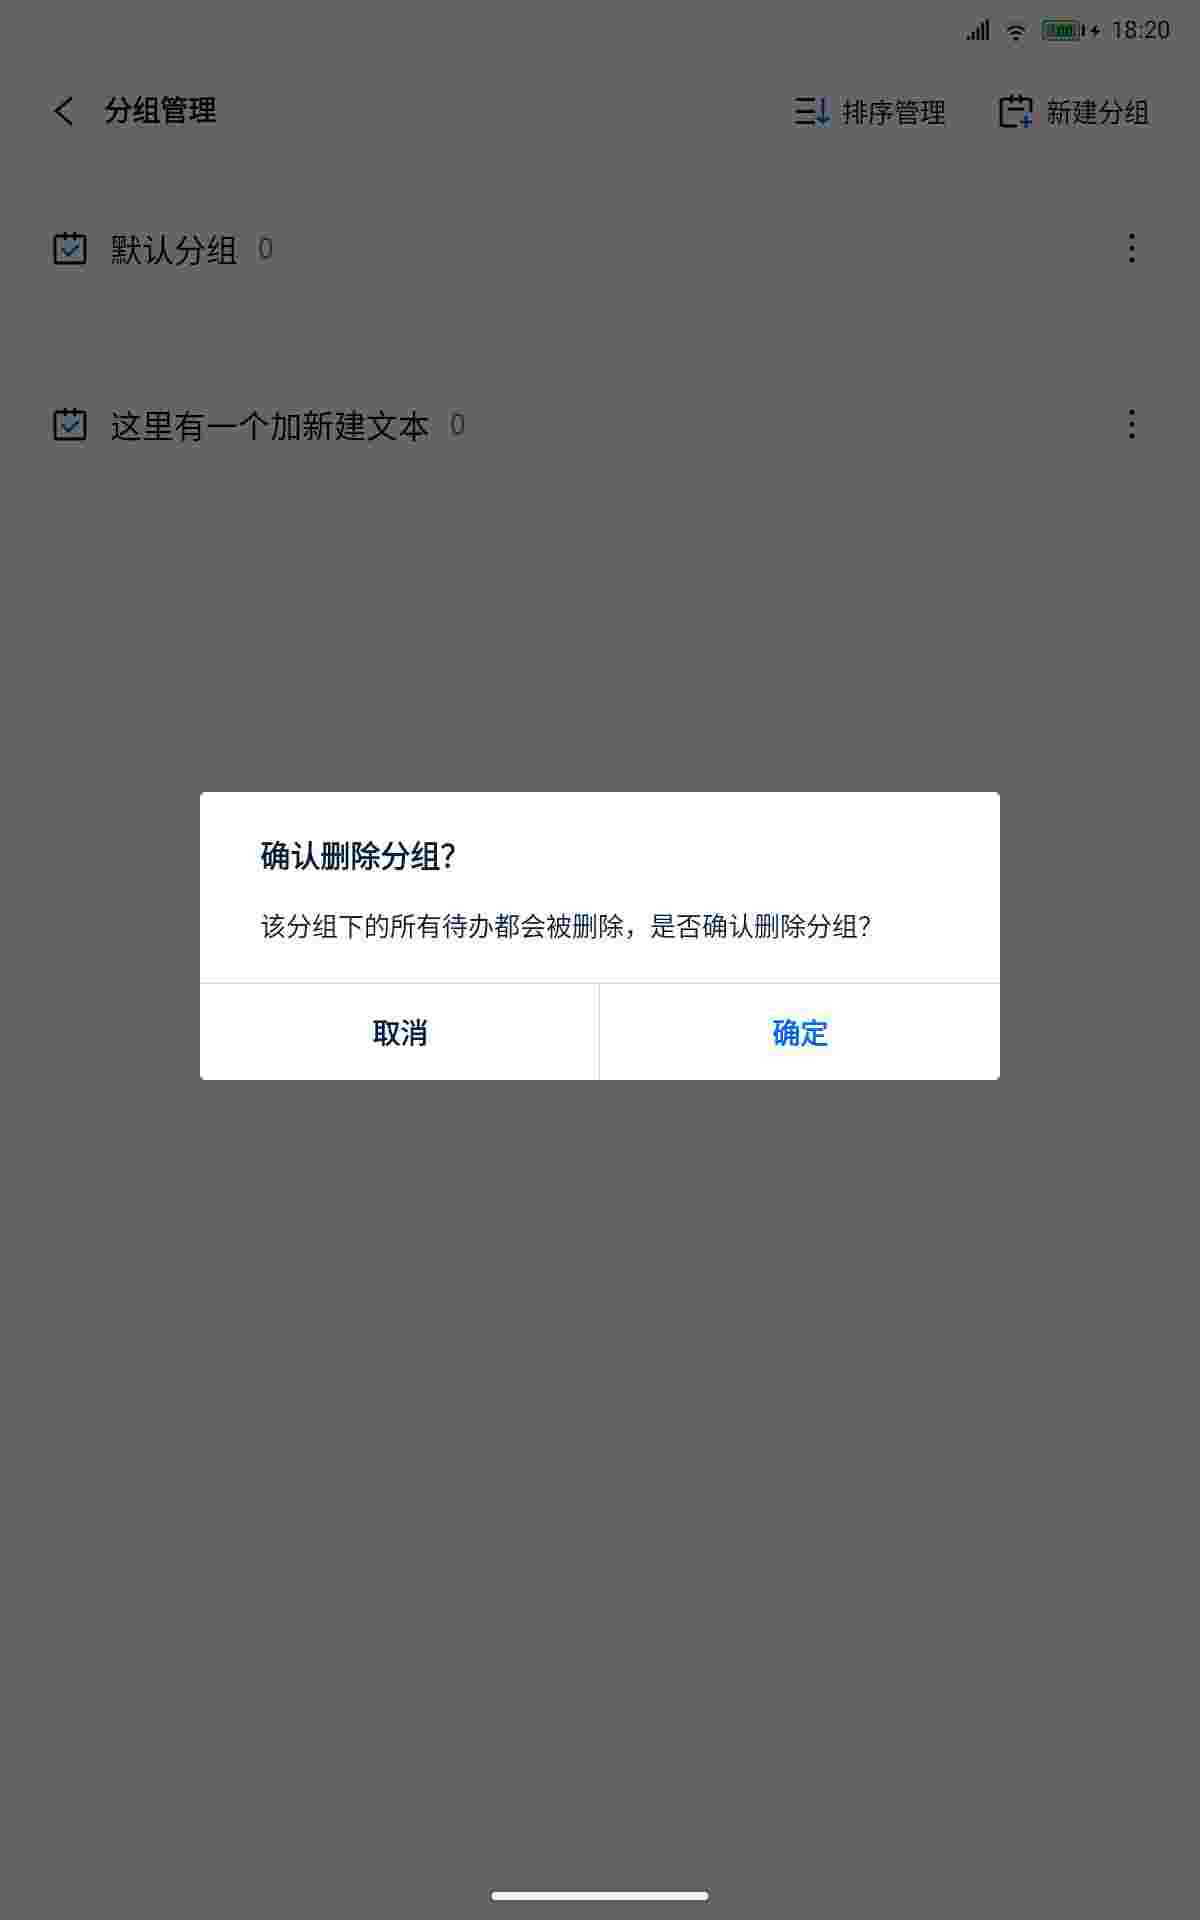 18:20
分组管理 排序管理 新建分组
默认分组 0
这里有一个加新建文本 0
确认删除分组？
该分组下的所有待办都会被删除，是否确认删除分组？
取消 确定